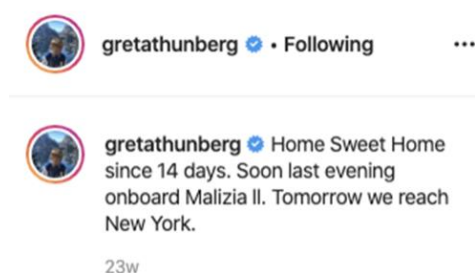 gretathunberg • Following
gretathunberg Home Sweet Home
since 14 days. Soon last evening
onboard Malizia II. Tomorrow we reach
New York.
23w